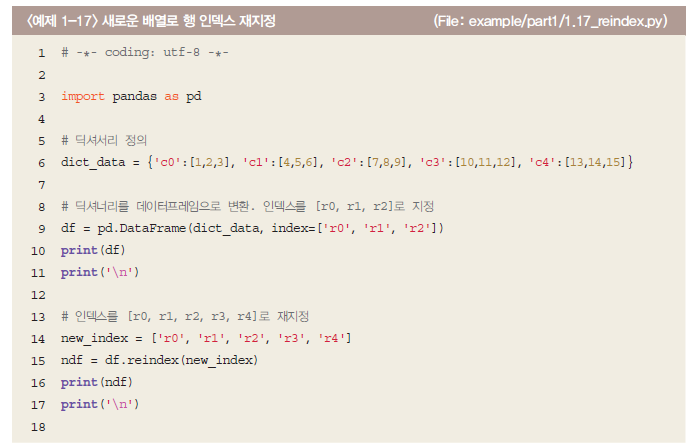 〈예제 1-17〉 새로운 배열로 행 인덱스 재지정 (File: example/part1/1.17_reindex.py)
1 # -*- coding: utf-8 -*-
2
3 import pandas as pd
4
5 # 딕셔서리 정의
6 dict_data = {'c0':[1,2,3], 'c1':[4,5,6], 'c2':[7,8,9], 'c3':[10,11,12], 'c4':[13,14,15]}
7
8 # 딕셔너리를 데이터프레임으로 변환. 인덱스를 [r0, r1, r2]로 지정
9 df = pd.DataFrame(dict_data, index=['r0', 'r1', 'r2'])
10 print(df)
11 print('\n')
12
13 # 인덱스를 [r0, r1, r2, r3, r4]로 재지정
14 new_index = ['r0', 'r1', 'r2', 'r3', 'r4']
15 ndf = df.reindex(new_index)
16 print(ndf)
17 print('\n')
18